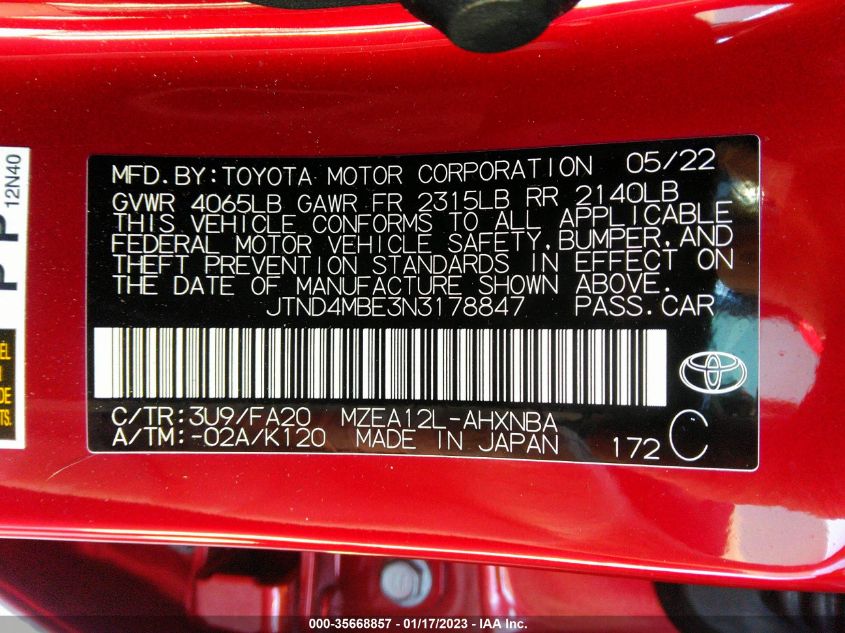 MFD.BY:TOYOTA MOTOR CORPORATION 05/22
GVWR 4065LB GAWR FR 2315LB RR 2140LB
THIS VEHICLE CONFORMS TO ALL APPLICABLE
FEDERAL MOTOR VEHICLE SAFETY,BUMPER,AND
THEFT PREVENTION STANDARDS IN EFFECT ON
THE DATE OF MANUFACTURE SHOWN ABOVE.
JTND4MBE3N3178847 PASS.CAR
C/TR:3U9/FA20 MZEA12L-AHXNBA
A/TM:-02A/K120 MADE IN JAPAN 172 C
12N40
P P
DE
000-35668857 - 01/17/2023 - IAA Inc.